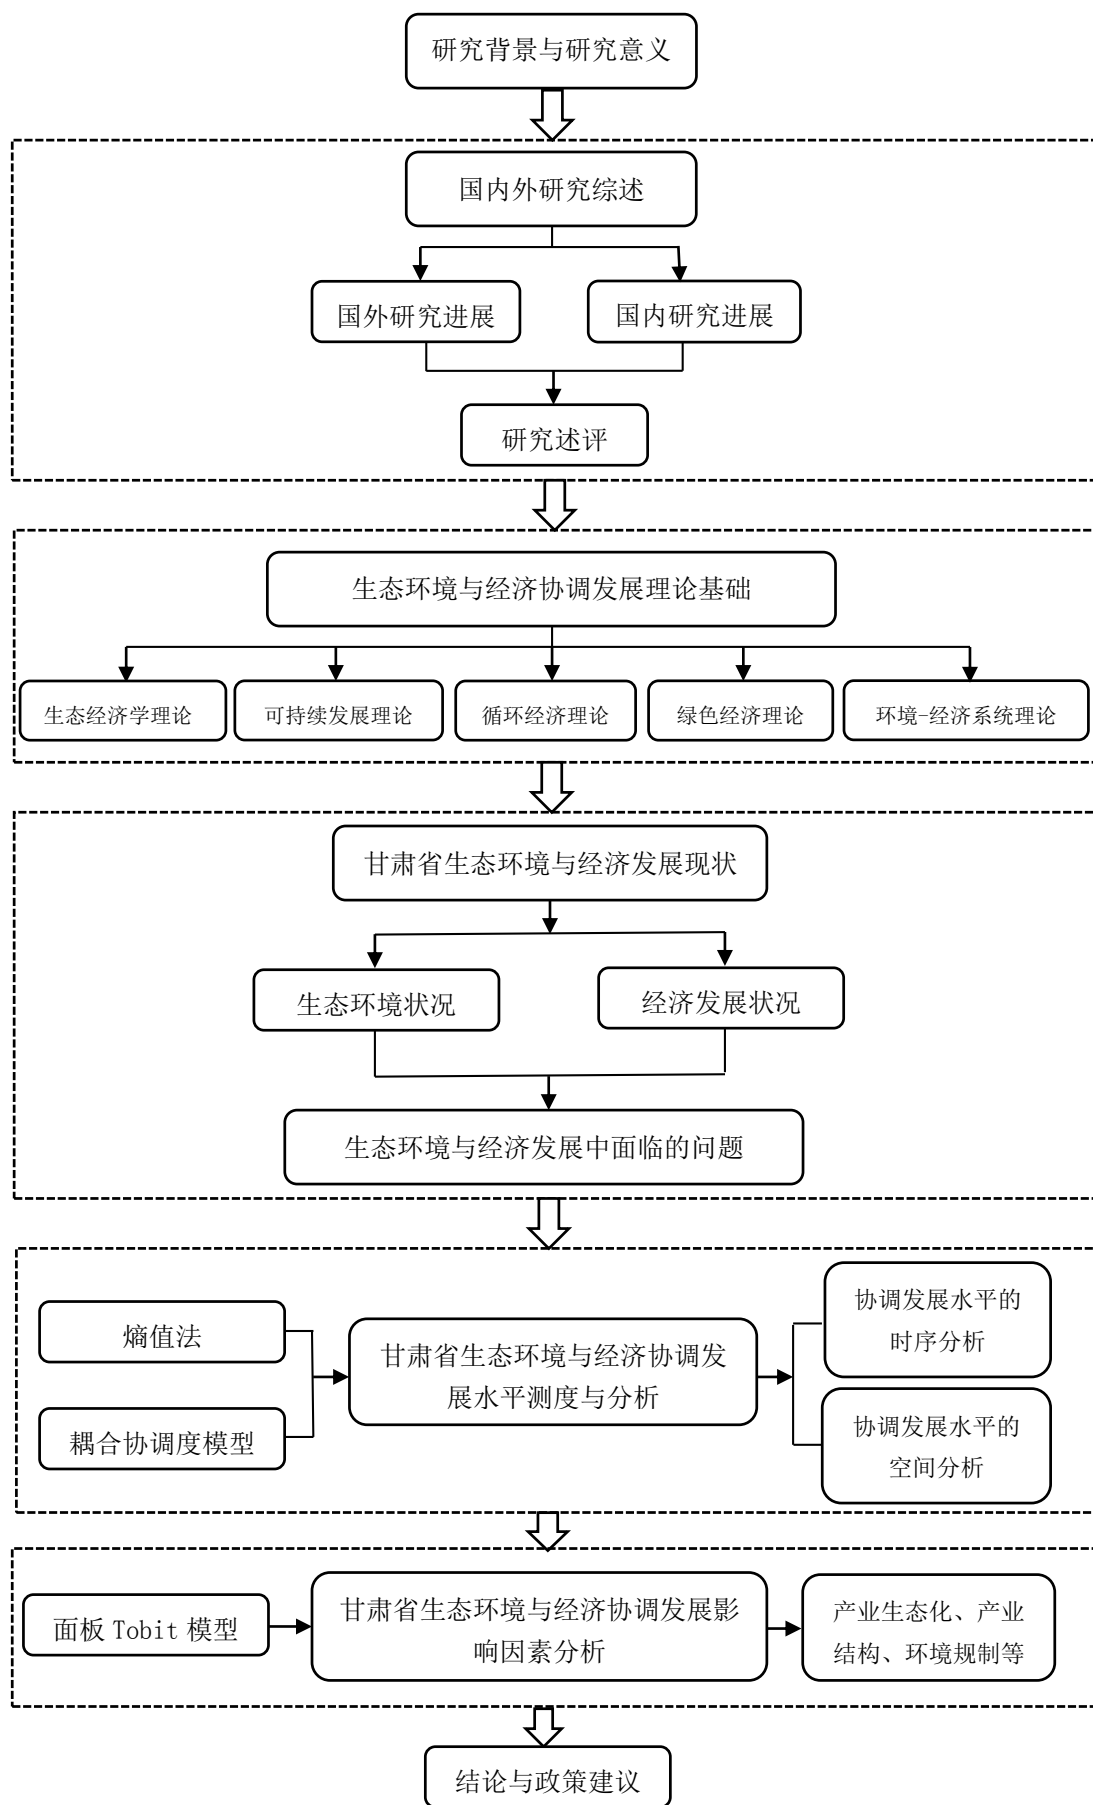 研究背景与研究意义
国内外研究综述
国外研究进展
国内研究进展
研究述评
生态环境与经济协调发展理论基础
生态经济学理论
可持续发展理论
循环经济理论
绿色经济理论
环境-经济系统理论
甘肃省生态环境与经济发展现状
生态环境状况
经济发展状况
生态环境与经济发展中面临的问题
熵值法
耦合协调度模型
甘肃省生态环境与经济协调发
展水平测度与分析
协调发展水平的
时序分析
协调发展水平的
空间分析
面板 Tobit 模型
甘肃省生态环境与经济协调发展影
响因素分析
产业生态化、产业
结构、环境规制等
结论与政策建议